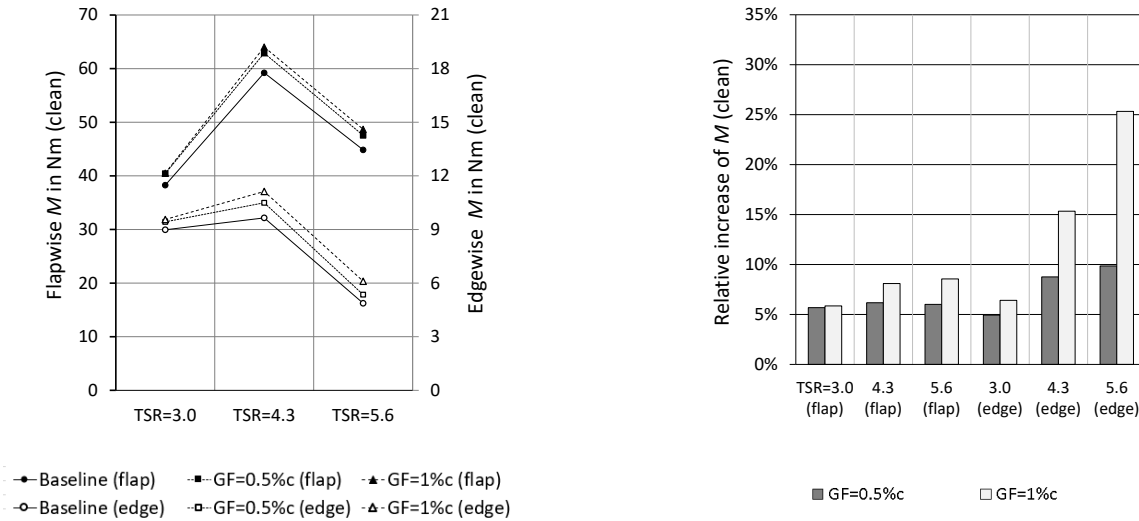 Flapwise M in Nm (clean)
70
60
50
40
30
20
10
0
21
18
15
12
9
6
3
0
Edgewise M in Nm (clean)
TSR=3.0 TSR=4.3 TSR=5.6
Baseline (flap) GF=0.5%c (flap) GF=1%c (flap)
Baseline (edge) GF=0.5%c (edge) GF=1%c (edge)
Relative increase of M (clean)
35%
30%
25%
20%
15%
10%
5%
0%
TSR=3.0 4.3 5.6 3.0 4.3 5.6
(flap) (flap) (flap) (edge) (edge) (edge)
GF=0.5%c GF=1%c